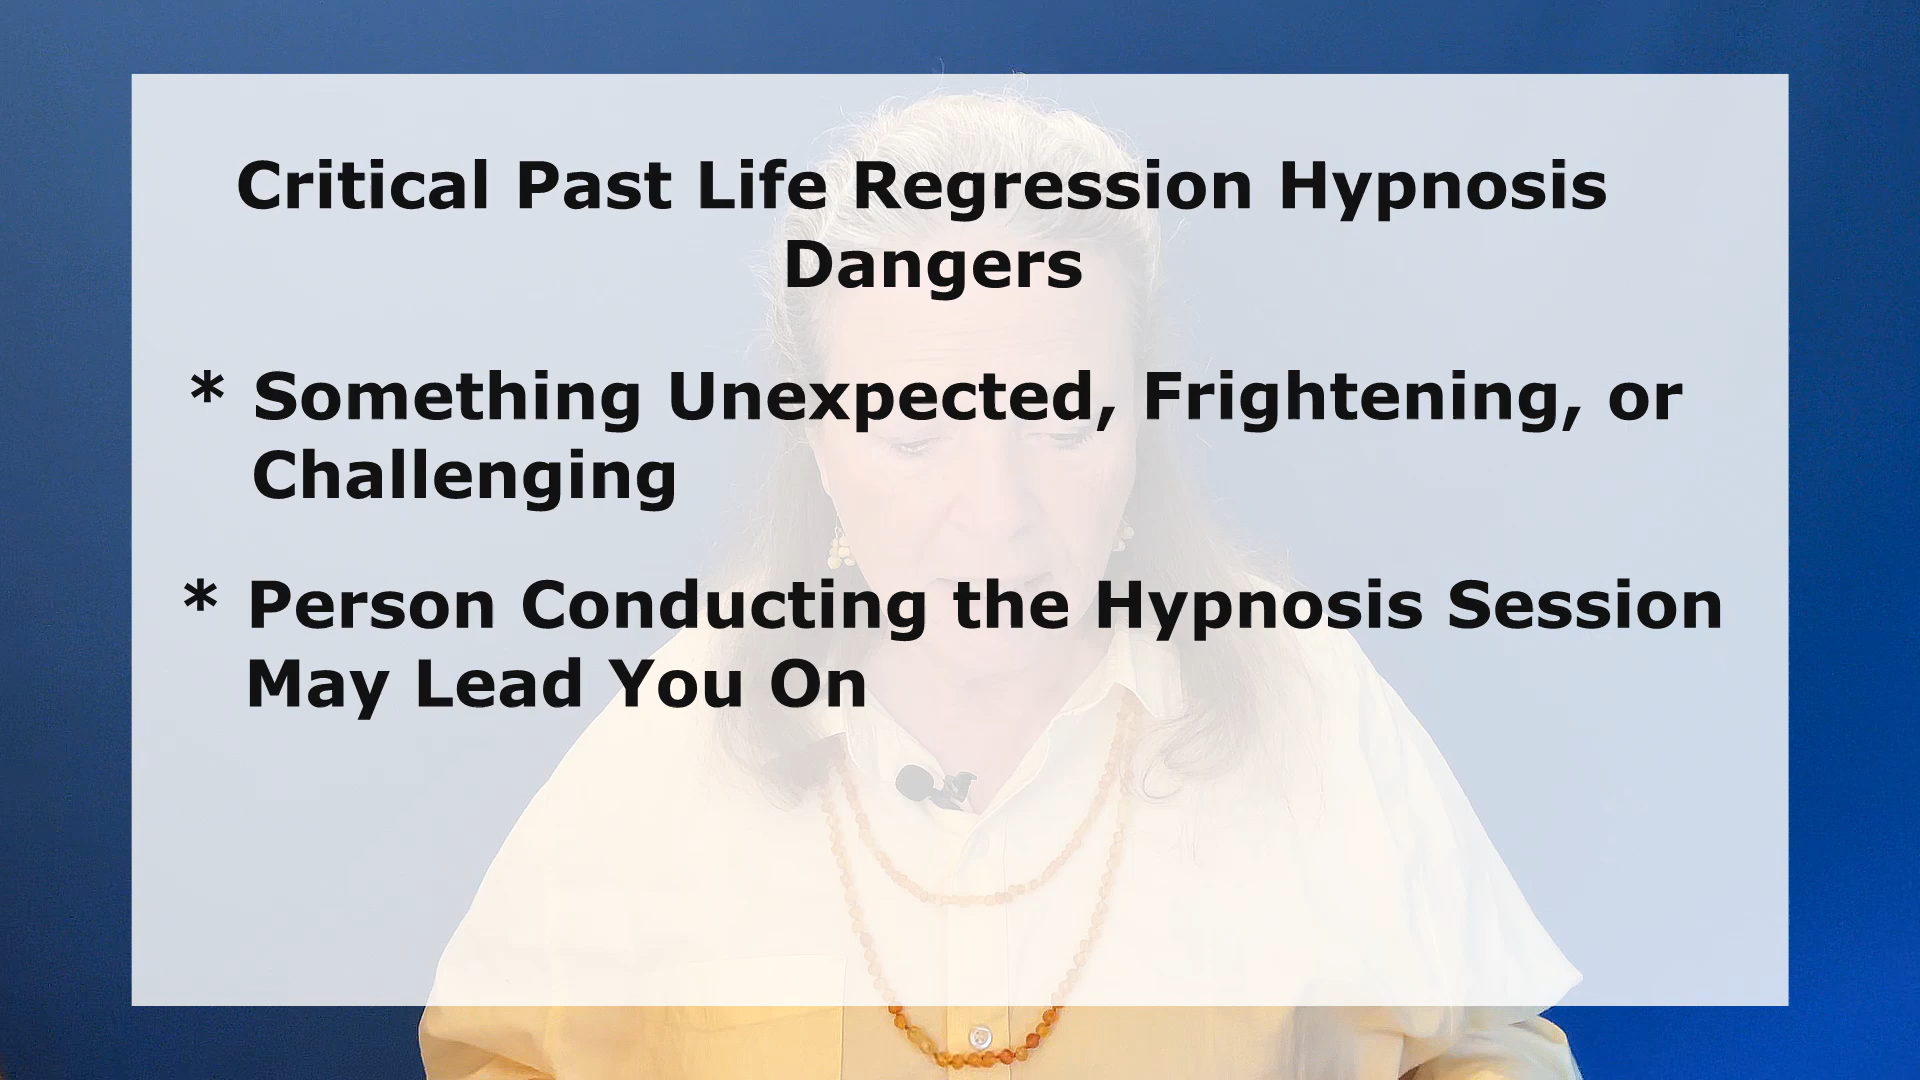 Critical Past Life Regression Hypnosis
Dangers
* Something Unexpected, Frightening, or
Challenging
* Person Conducting the Hypnosis Session
May Lead You On